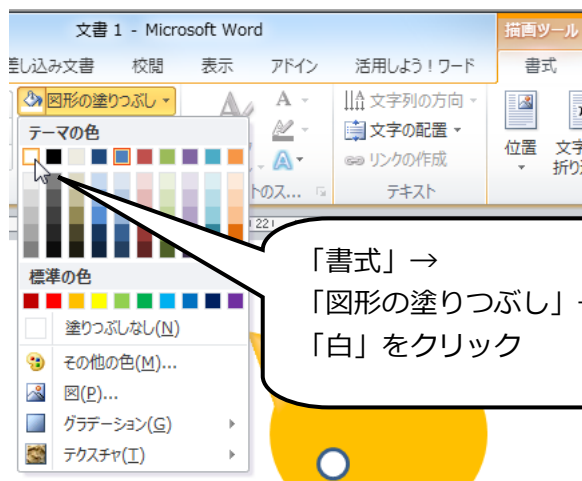 文書 1 - Microsoft Word
描画ツール
差し込み文書 校閲 表示 アドイン 活用しよう！ワード 書式
図形の塗りつぶし
文字列の方向
文字の配置
リンクの作成
位置
テキスト
テーマの色
標準の色
塗りつぶしなし(N)
その他の色(M)...
図(P)...
グラデーション(G)
テクスチャ(T)
「書式」→
「図形の塗りつぶし」
「白」をクリック